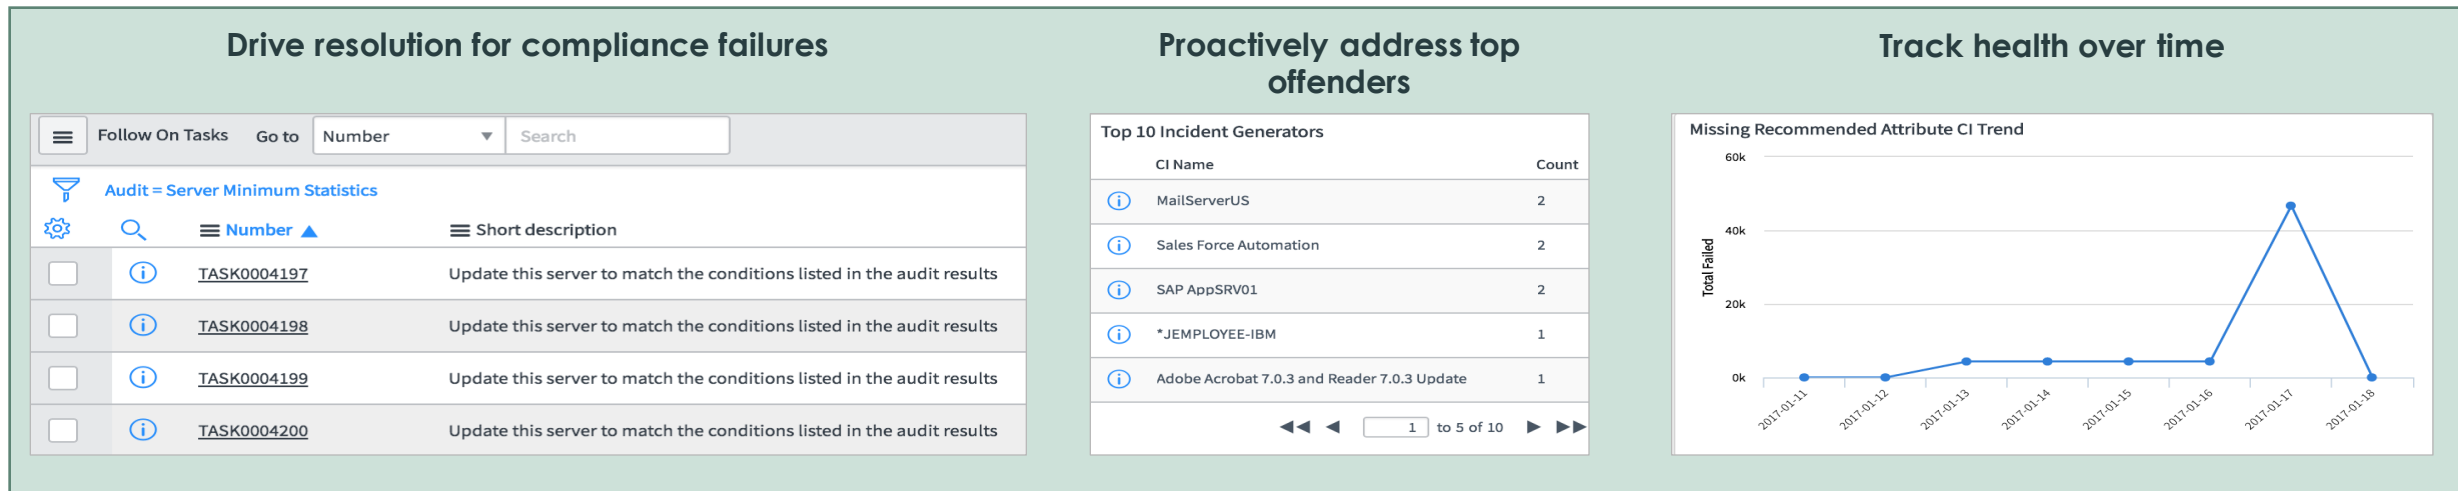 Drive resolution for compliance failures
Follow On Tasks Go to Number Search
Audit = Server Minimum Statistics
Number Short description
TASK0004197 Update this server to match the conditions listed in the audit results
TASK0004198 Update this server to match the conditions listed in the audit results
TASK0004199 Update this server to match the conditions listed in the audit results
TASK0004200 Update this server to match the conditions listed in the audit results
Proactively address top
offenders
Top 10 Incident Generators
CI Name Count
MailServerUS 2
Sales Force Automation 2
SAP AppSRV01 2
*JEMPLOYEE-IBM 1
Adobe Acrobat 7.0.3 and Reader 7.0.3 Update 1
1 to 5 of 10
Track health over time
Missing Recommended Attribute CI Trend
60k
40k
20k
0k
Total Failed
2017-01-11
2017-01-12
2017-01-13
2017-01-14
2017-01-15
2017-01-16
2017-01-17
2017-01-18